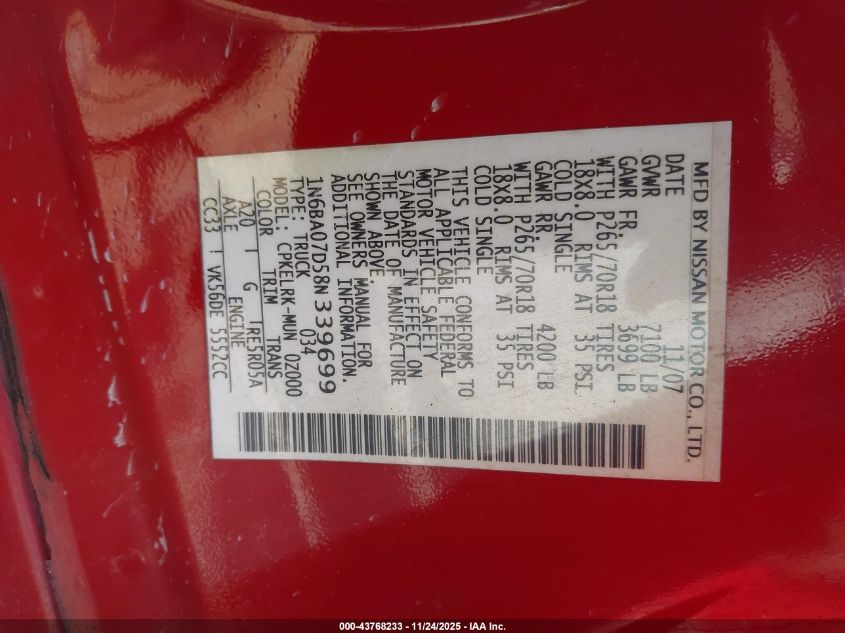 MFD BY NISSAN MOTOR CO., LTD.
DATE 11/07
GVWR 7100 LB
GAWR FR. 3699 LB
WITH P265/70R18 TIRES
18X8.0 RIMS AT 35 PSI
COLD SINGLE
GAWR RR. 4200 LB
WITH P265/70R18 TIRES
18X8.0 RIMS AT 35 PSI
COLD SINGLE
THIS VEHICLE CONFORMS TO
ALL APPLICABLE FEDERAL
MOTOR VEHICLE SAFETY
STANDARDS IN EFFECT ON
THE DATE OF MANUFACTURE
SHOWN ABOVE.
SEE OWNERS MANUAL FOR
ADDITIONAL INFORMATION.
1N6BA07D58N339699
TYPE: TRUCK 034
MODEL: CPKELRK-MUN 0Z000
COLOR TRIM TRANS
A20 G TRE5R05A
AXLE ENGINE
CC33 VK56DE 5552CC
000-43768233 - 11/24/2025 - IAA Inc.